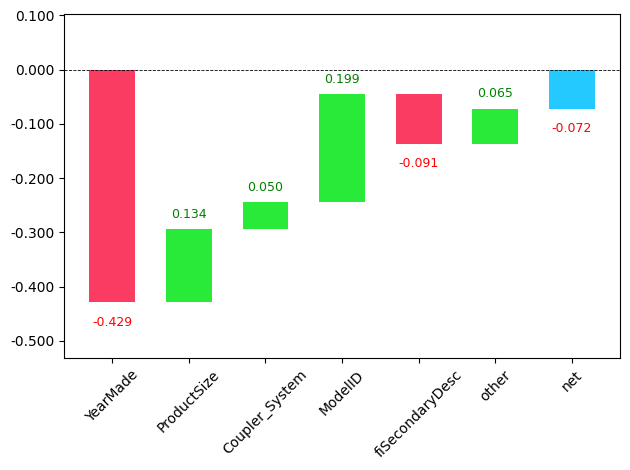 0.100
0.000
-0.100
-0.200
-0.300
-0.400
-0.500
-0.429
0.134
0.050
0.199
-0.091
0.065
-0.072
YearMade
ProductSize
Coupler_System
ModelID
fiSecondaryDesc
other
net